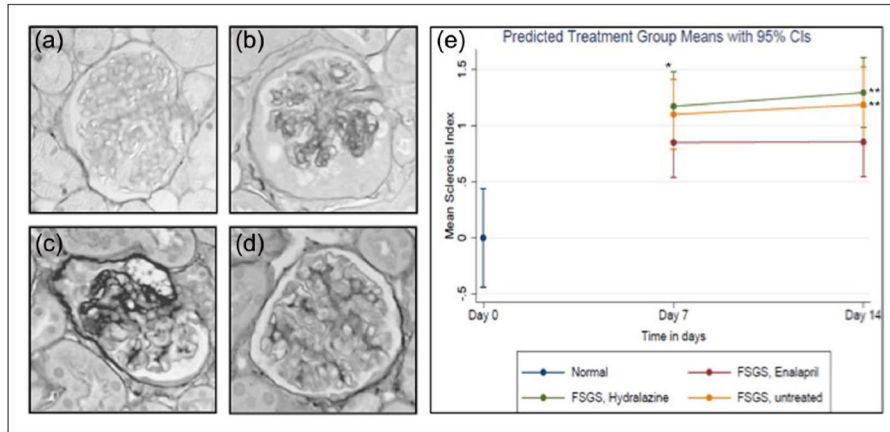 (a)
(b)
(c)
(d)
(e)
Predicted Treatment Group Means with 95% CIs
Mean Sclerosis Index
1.5
1
.5
0
-.5
*
**
**
Day 0 Day 7 Day 14
Time in days
Normal FSGS, Enalapril
FSGS, Hydralazine FSGS, untreated